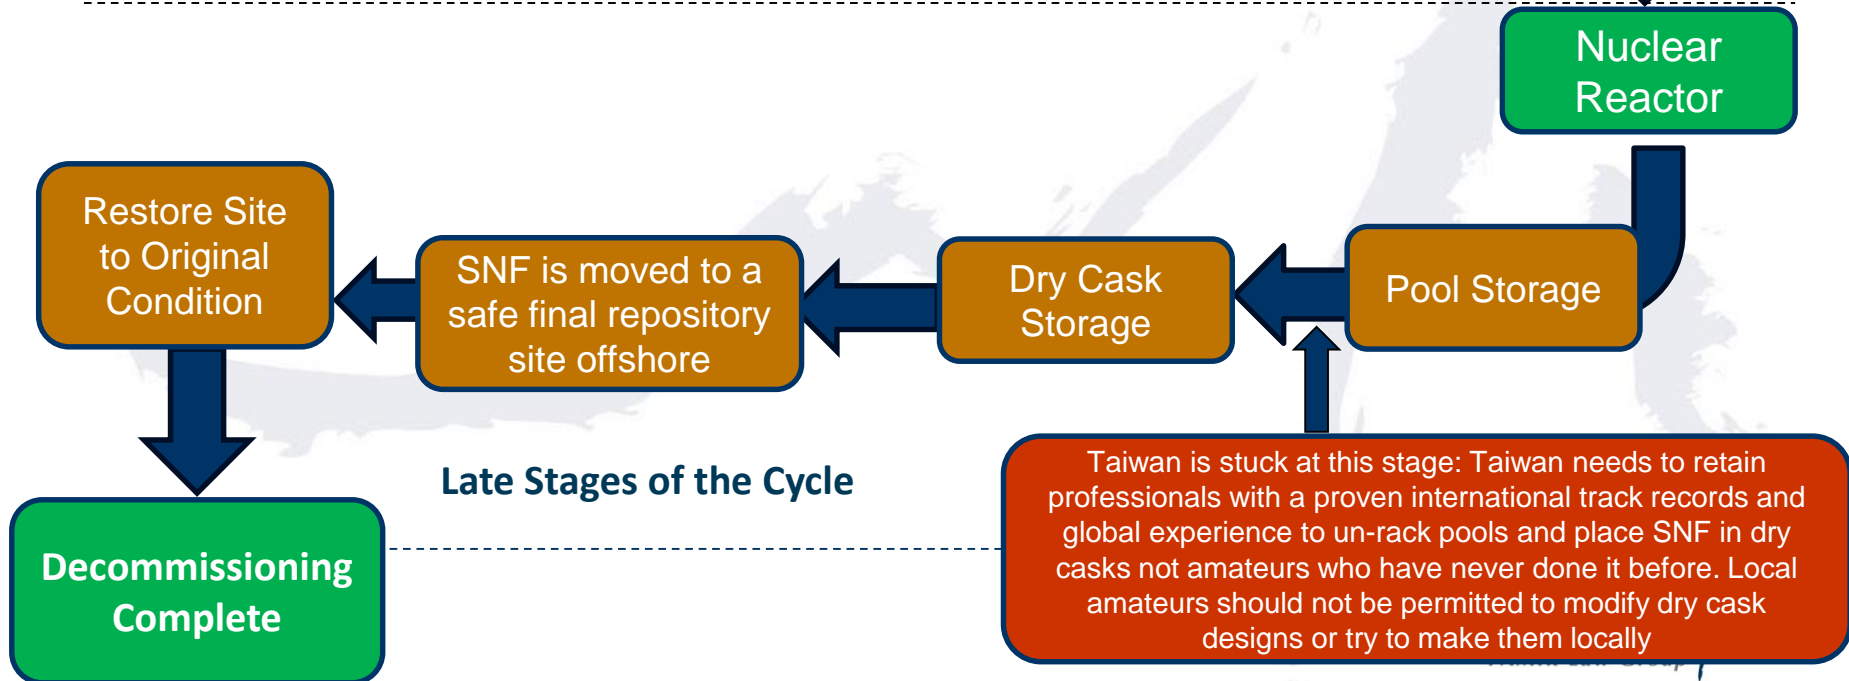 Nuclear
Reactor
Restore Site
to Original
Condition
SNF is moved to a
safe final repository
site offshore
Dry Cask
Storage
Pool Storage
Late Stages of the Cycle
Taiwan is stuck at this stage: Taiwan needs to retain
professionals with a proven international track records and
global experience to un-rack pools and place SNF in dry
casks not amateurs who have never done it before. Local
amateurs should not be permitted to modify dry cask
designs or try to make them locally
Decommissioning
Complete
Law Group